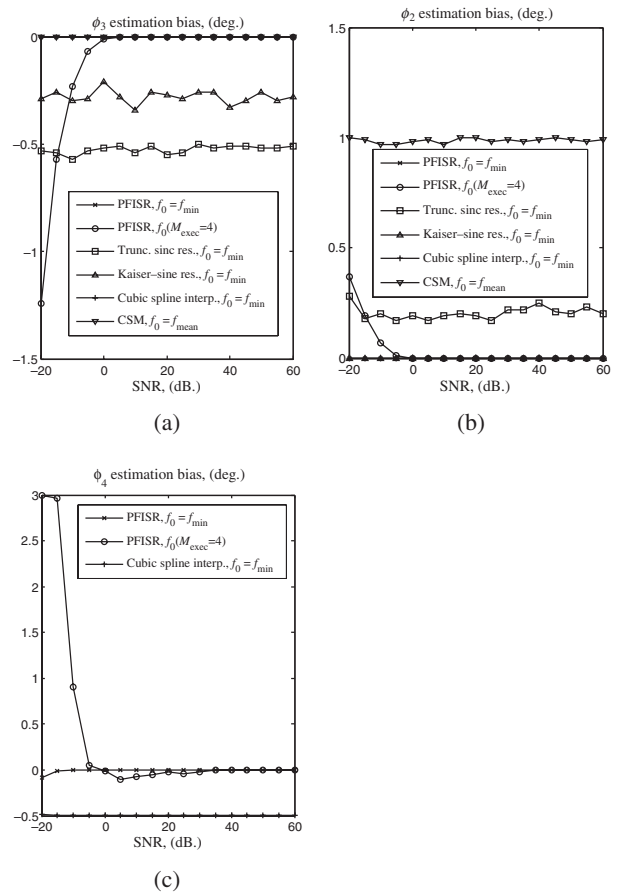 ϕ3 estimation bias, (deg.)
0
−0.5
−1
−1.5
PFISR, f0 = fmin
PFISR, f0(Mexec=4)
Trunc. sinc res., f0 = fmin
Kaiser–sine res., f0 = fmin
Cubic spline interp., f0 = fmin
CSM, f0 = fmean
−20 0 20 40 60
SNR, (dB.)
(a)
ϕ2 estimation bias, (deg.)
1.5
1
0.5
0
PFISR, f0 = fmin
PFISR, f0(Mexec=4)
Trunc. sinc res., f0 = fmin
Kaiser–sine res., f0 = fmin
Cubic spline interp., f0 = fmin
CSM, f0 = fmean
−20 0 20 40 60
SNR, (dB.)
(b)
ϕ4 estimation bias, (deg.)
3
2.5
2
1.5
1
0.5
0
−0.5
PFISR, f0 = fmin
PFISR, f0(Mexec=4)
Cubic spline interp., f0 = fmin
−20 0 20 40 60
SNR, (dB.)
(c)